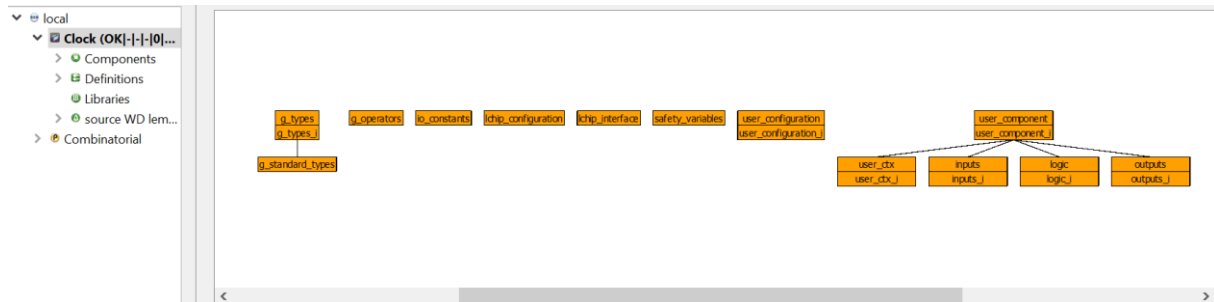 local
Clock (OK|-|-|-|0|...
Components
Definitions
Libraries
source WD lem...
Combinatorial
g_types g_operators io_constants lchip_configuration lchip_interface safety_variables user_configuration user_component
g_types_i user_configuration_i user_component_i
g_standard_types user_ctx inputs logic outputs
user_ctx_i inputs_i logic_i outputs_i